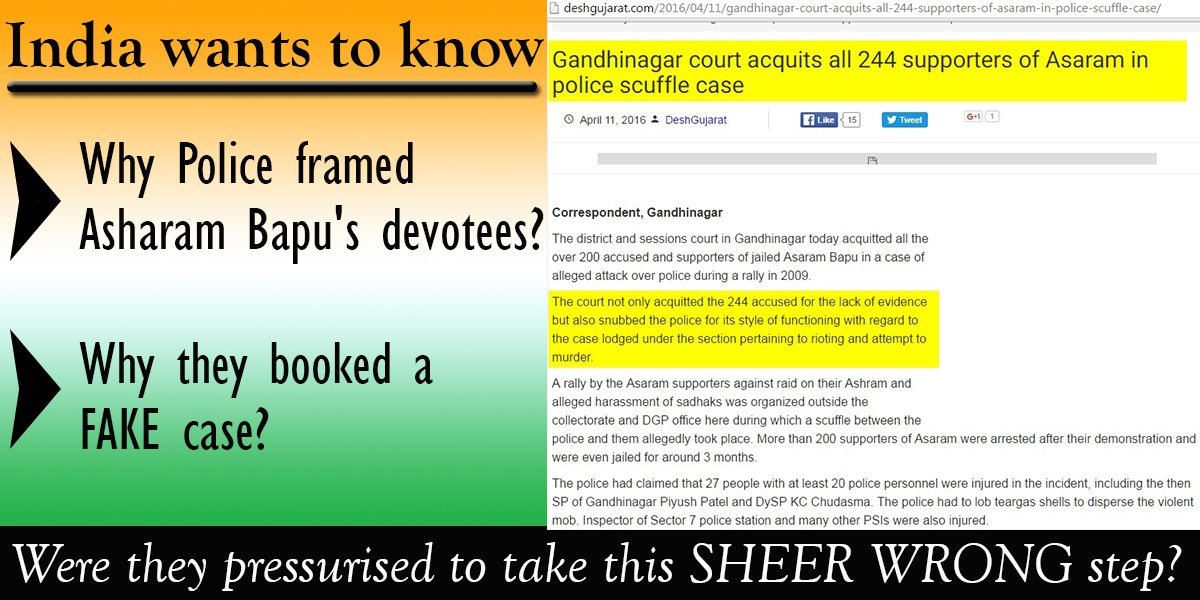 India wants to know
Why Police framed
Asharam Bapu's devotees?
Why they booked a
FAKE case?
deshgujarat.com/2016/04/11/gandhinagar-court-acquits-all-244-supporters-of-asaram-in-police-scuffle-case/
Gandhinagar court acquits all 244 supporters of Asaram in
police scuffle case
April 11, 2016 DeshGujarat
Like 15 Tweet G+1 1
Correspondent, Gandhinagar
The district and sessions court in Gandhinagar today acquitted all the
over 200 accused and supporters of jailed Asaram Bapu in a case of
alleged attack over police during a rally in 2009.
The court not only acquitted the 244 accused for the lack of evidence
but also snubbed the police for its style of functioning with regard to
the case lodged under the section pertaining to rioting and attempt to
murder.
A rally by the Asaram supporters against raid on their Ashram and
alleged harassment of sadhaks was organized outside the
collectorate and DGP office here during which a scuffle between the
police and them allegedly took place. More than 200 supporters of Asaram were arrested after their demonstration and
were even jailed for around 3 months.
The police had claimed that 27 people with at least 20 police personnel were injured in the incident, including the then
SP of Gandhinagar Piyush Patel and DySP KC Chudasma. The police had to lob teargas shells to disperse the violent
mob. Inspector of Sector 7 police station and many other PSIs were also injured.
Were they pressurised to take this SHEER WRONG step?